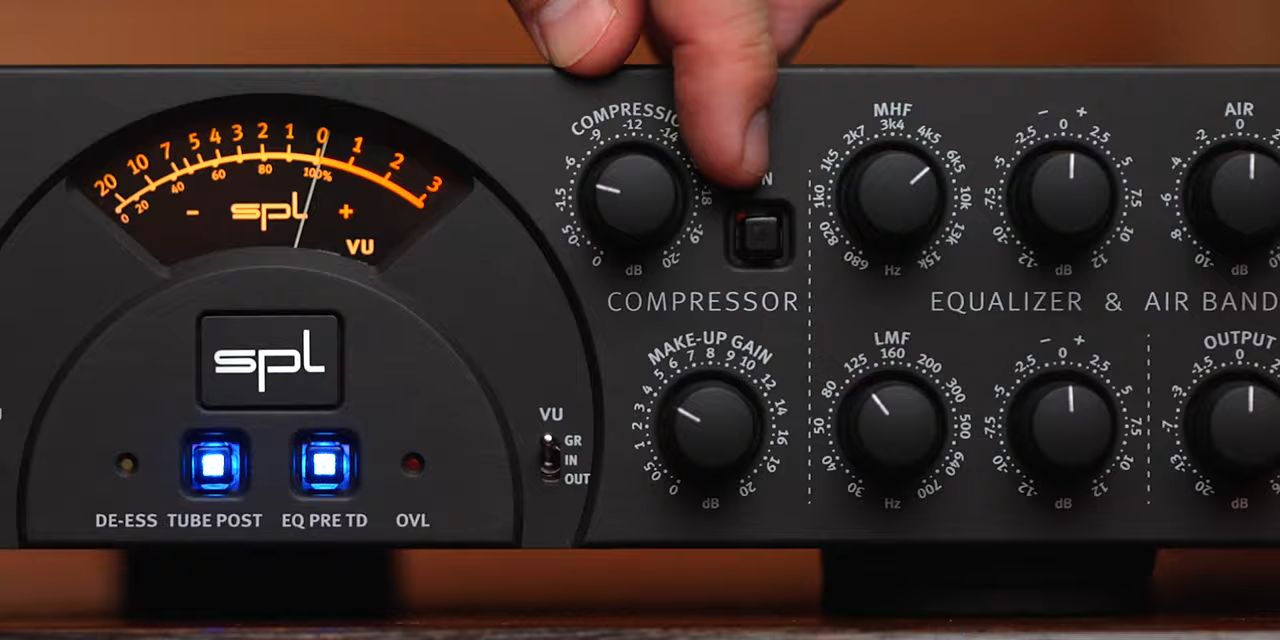 20 10 7 5 4 3 2 1 0 1 2 3
0 20 40 60 80 100%
- spl +
VU
spl
DE-ESS TUBE POST EQ PRE TD OVL
VU
GR
IN
OUT
0 -0.5 -1.5 -6 -9 -12 -14 -18 -19 -20
dB
COMPRESSOR
MAKE-UP GAIN
0 0.5 1 2 3 4 5 6 7 8 9 10 12 14 16 19 20
dB
MHF
680 820 1k0 1k5 2k7 3k4 4k5 6k5 10k 13k 15k
Hz
- +
-12 -10 -7.5 -5 -2.5 0 2.5 5 7.5 10 12
dB
AIR
-10 -8 -6 -4 -2 0
dB
EQUALIZER & AIR BAND
LMF
30 40 50 80 125 160 200 300 500 640 700
Hz
- +
-12 -10 -7.5 -5 -2.5 0 2.5 5 7.5 10 12
dB
OUTPUT
-20 -13 -7 -3 -1.5 0
dB